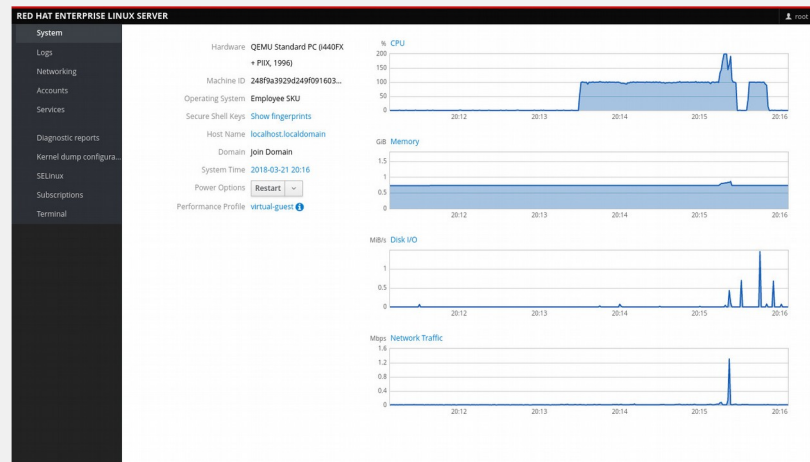 RED HAT ENTERPRISE LINUX SERVER
root
System
Logs
Networking
Accounts
Services
Diagnostic reports
Kernel dump configura...
SELinux
Subscriptions
Terminal
Hardware QEMU Standard PC (i440FX
+ PIIX, 1996)
Machine ID 248f9a3929d249f091603...
Operating System Employee SKU
Secure Shell Keys Show fingerprints
Host Name localhost.localdomain
Domain Join Domain
System Time 2018-03-21 20:16
Power Options Restart
Performance Profile virtual-guest
% CPU
200
150
100
50
0
20:12 20:13 20:14 20:15 20:16
GiB Memory
1.5
1
0.5
0
20:12 20:13 20:14 20:15 20:16
MiB/s Disk I/O
1
0.5
0
20:12 20:13 20:14 20:15 20:16
Mbps Network Traffic
1.6
1.2
0.8
0.4
0
20:12 20:13 20:14 20:15 20:16